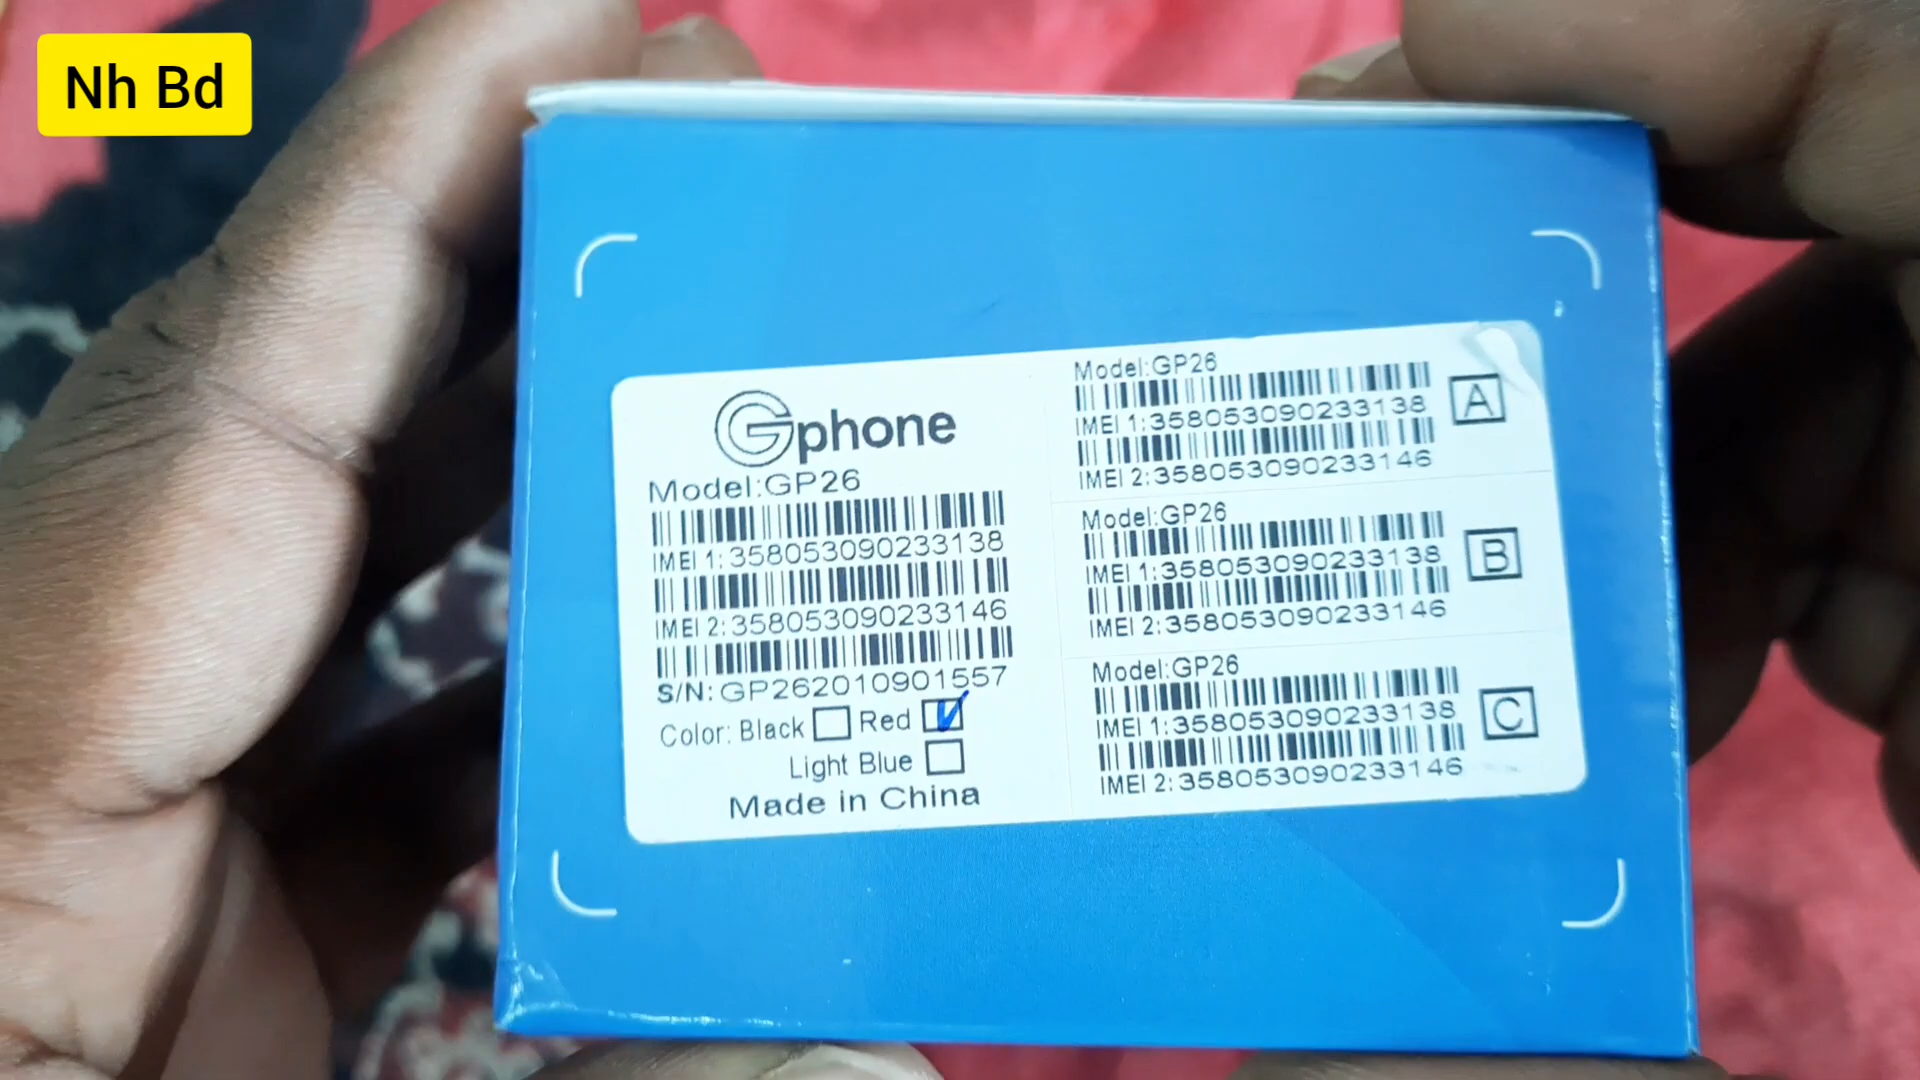 Nh Bd
Gphone
Model:GP26
IMEI 1:358053090233138
IMEI 2:358053090233146
S/N:GP262010901557
Color: Black Red
Light Blue
Made in China
Model:GP26
IMEI 1:358053090233138
IMEI 2:358053090233146
A
Model:GP26
IMEI 1:358053090233138
IMEI 2:358053090233146
B
Model:GP26
IMEI 1:358053090233138
IMEI 2:358053090233146
C